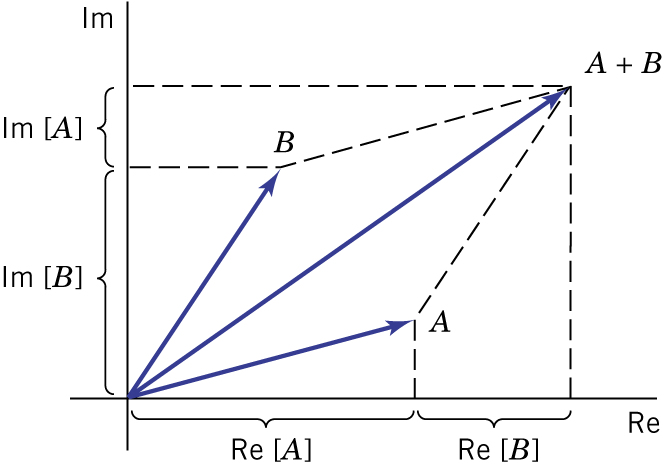 Im
A + B
Im [A]
B
Im [B]
A
Re
Re [A]
Re [B]